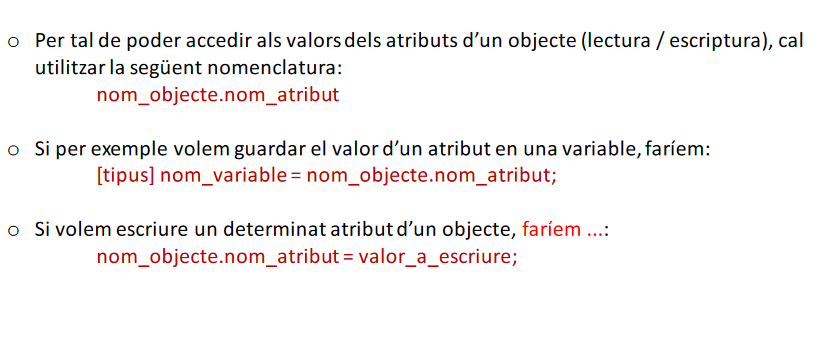 ○ Per tal de poder accedir als valors dels atributs d’un objecte (lectura / escriptura), cal
utilitzar la següent nomenclatura:
nom_objecte.nom_atribut
○ Si per exemple volem guardar el valor d’un atribut en una variable, faríem:
[tipus] nom_variable = nom_objecte.nom_atribut;
○ Si volem escriure un determinat atribut d’un objecte, faríem ...:
nom_objecte.nom_atribut = valor_a_escriure;